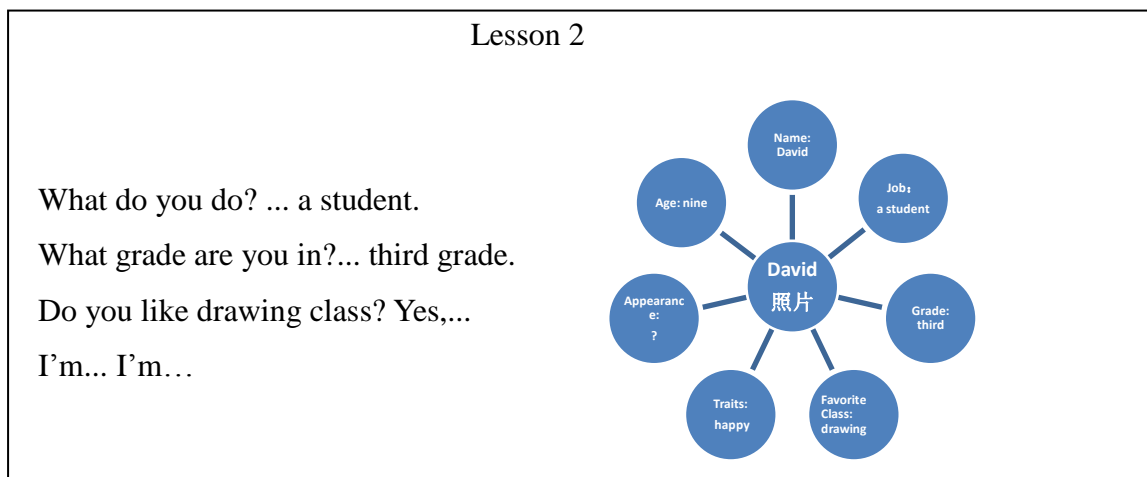 Lesson 2
What do you do? ... a student.
What grade are you in?... third grade.
Do you like drawing class? Yes,...
I’m... I’m…
Name:
David
Job：
a student
Grade:
third
Favorite
Class:
drawing
Traits:
happy
Appearanc
e:
?
Age: nine
David
照片